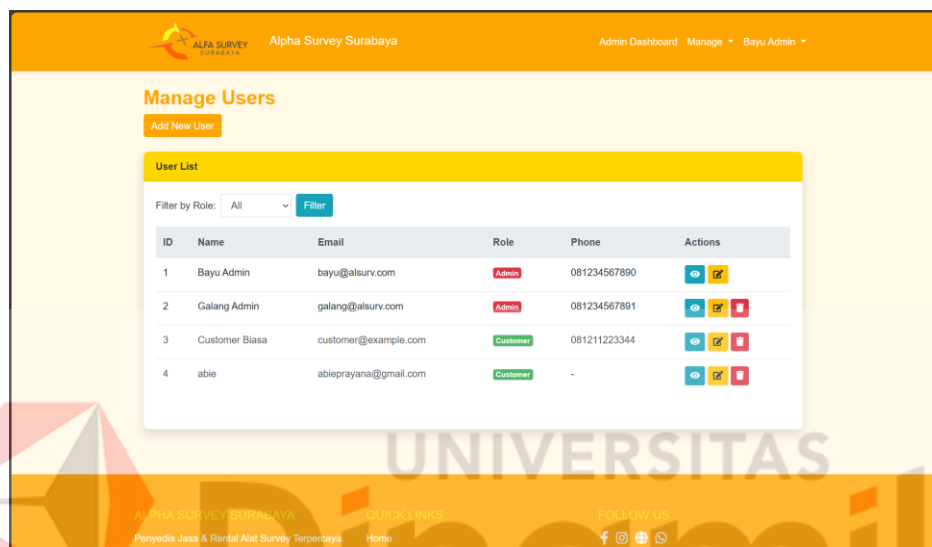 ALFA SURVEY
SURABAYA
Alpha Survey Surabaya
Admin Dashboard Manage Bayu Admin
Manage Users
Add New User
User List
Filter by Role: All Filter
ID Name Email Role Phone Actions
1 Bayu Admin bayu@alsurv.com Admin 081234567890
2 Galang Admin galang@alsurv.com Admin 081234567891
3 Customer Biasa customer@example.com Customer 081211223344
4 abie abieprayana@gmail.com Customer -
UNIVERSITAS
Dinamika
ALPHA SURVEY SURABAYA QUICK LINKS FOLLOW US
Penyedia Jasa & Rental Alat Survey Terpercaya. Home